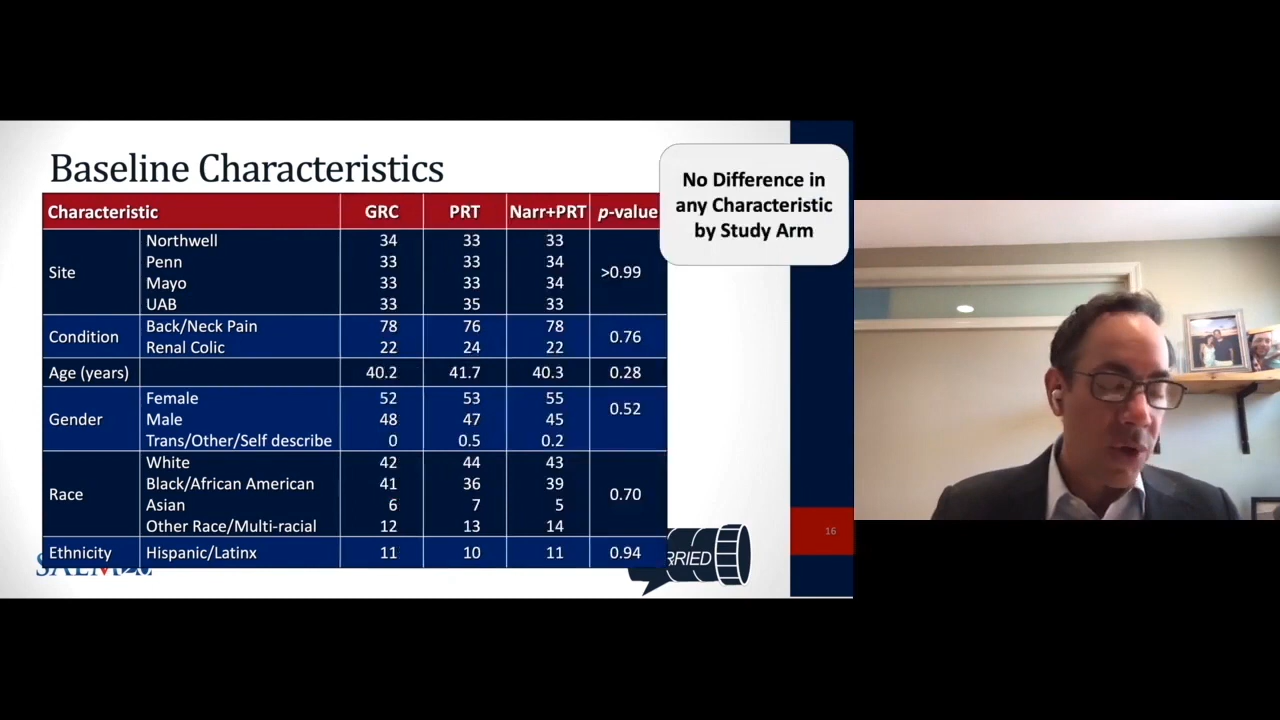 Baseline Characteristics
No Difference in
any Characteristic
by Study Arm
Characteristic GRC PRT Narr+PRT p-value
Site Northwell 34 33 33 >0.99
Penn 33 33 34
Mayo 33 33 34
UAB 33 35 33
Condition Back/Neck Pain 78 76 78 0.76
Renal Colic 22 24 22
Age (years) 40.2 41.7 40.3 0.28
Gender Female 52 53 55 0.52
Male 48 47 45
Trans/Other/Self describe 0 0.5 0.2
Race White 42 44 43 0.70
Black/African American 41 36 39
Asian 6 7 5
Other Race/Multi-racial 12 13 14
Ethnicity Hispanic/Latinx 11 10 11 0.94
16